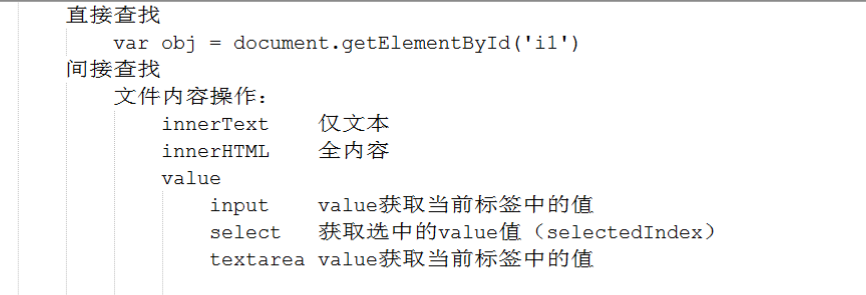 直接查找
var obj = document.getElementById('i1')
间接查找
文件内容操作：
innerText 仅文本
innerHTML 全内容
value
input value获取当前标签中的值
select 获取选中的value值（selectedIndex）
textarea value获取当前标签中的值